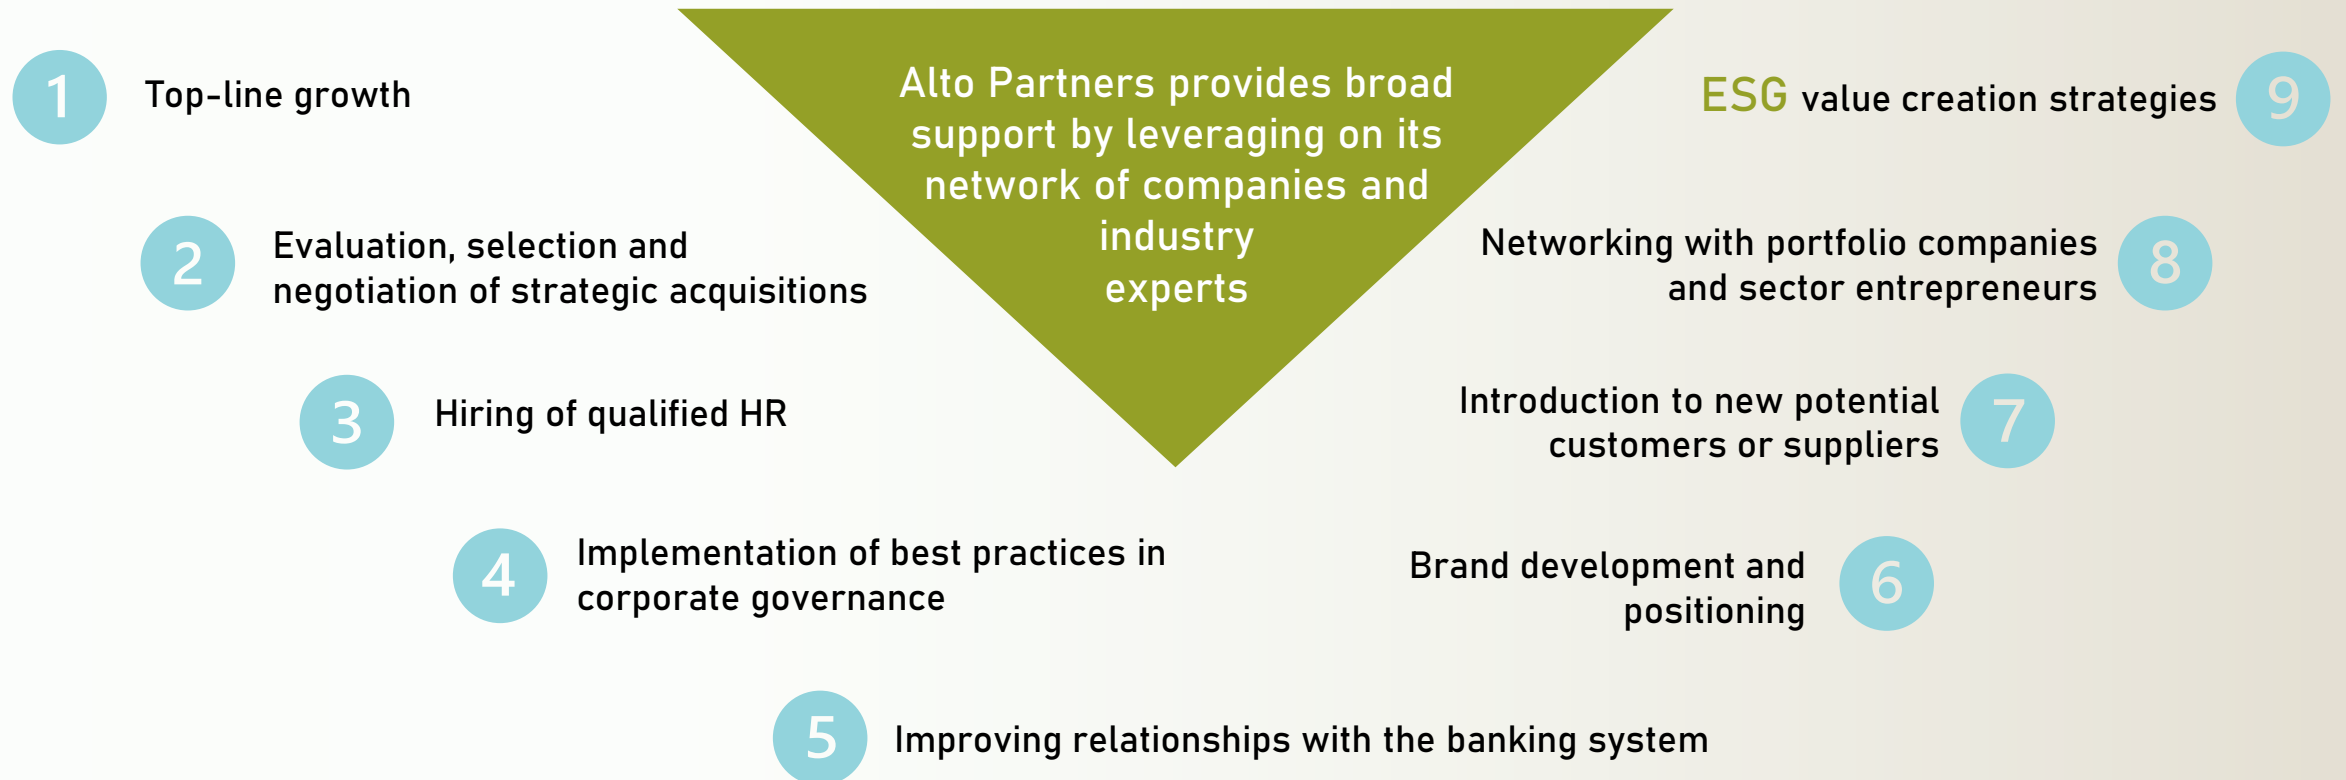 Alto Partners provides broad
support by leveraging on its
network of companies and
industry
experts
1
Top-line growth
2
Evaluation, selection and
negotiation of strategic acquisitions
3
Hiring of qualified HR
4
Implementation of best practices in
corporate governance
5
Improving relationships with the banking system
6
Brand development and
positioning
7
Introduction to new potential
customers or suppliers
8
Networking with portfolio companies
and sector entrepreneurs
9
ESG value creation strategies